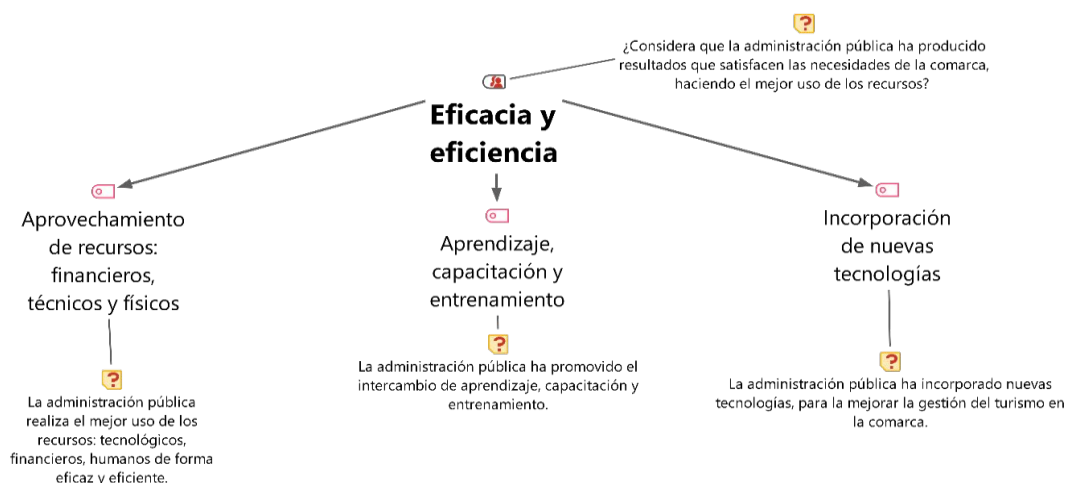 ¿Considera que la administración pública ha producido
resultados que satisfacen las necesidades de la comarca,
haciendo el mejor uso de los recursos?
Eficacia y
eficiencia
Aprovechamiento
de recursos:
financieros,
técnicos y físicos
Aprendizaje,
capacitación y
entrenamiento
Incorporación
de nuevas
tecnologías
La administración pública
realiza el mejor uso de los
recursos: tecnológicos,
financieros, humanos de forma
eficaz y eficiente.
La administración pública ha promovido el
intercambio de aprendizaje, capacitación y
entrenamiento.
La administración pública ha incorporado nuevas
tecnologías, para la mejorar la gestión del turismo en
la comarca.